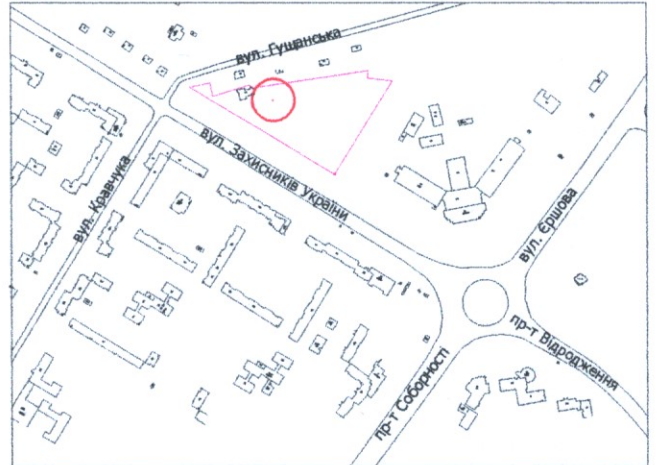 вул. Гущанська
вул. Захисників України
вул. Кравчука
вул. Єршова
пр-т Відродження
пр-т Соборності